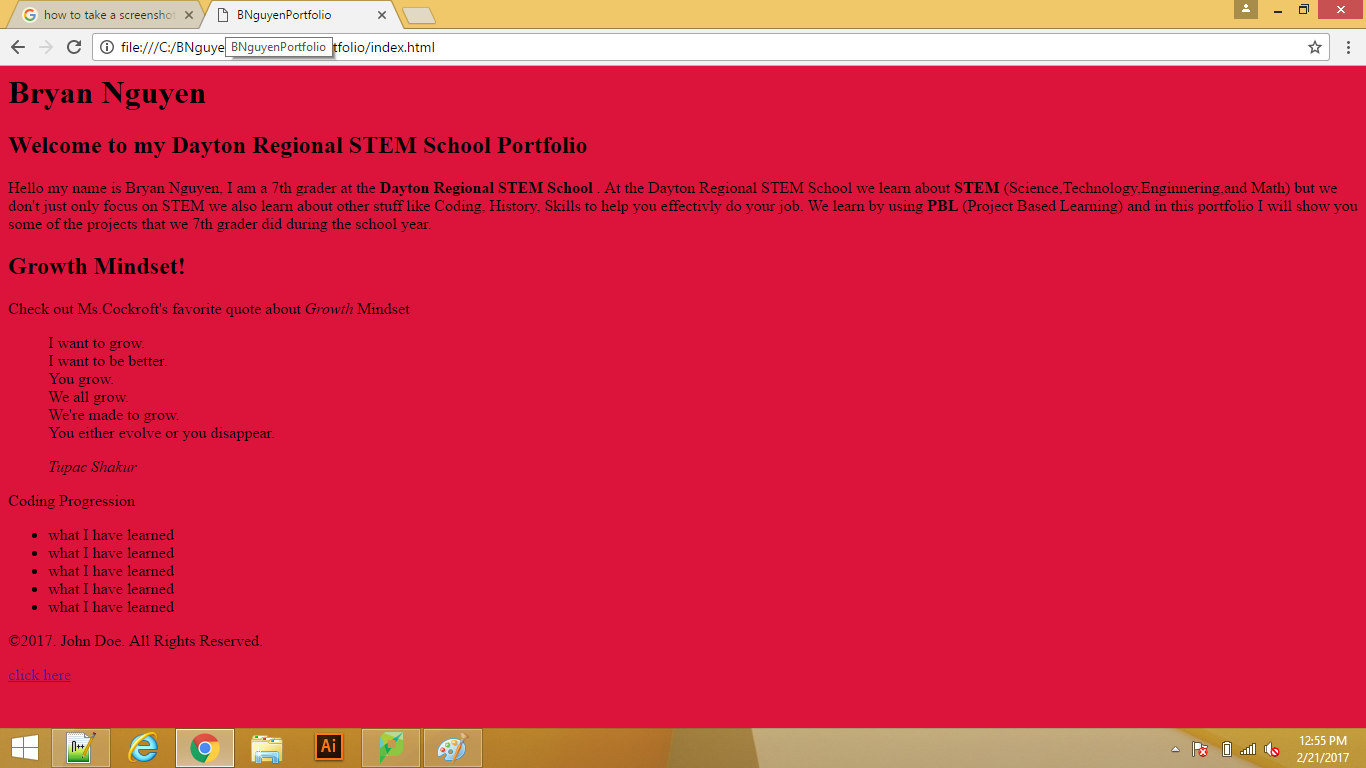 how to take a screenshot
BNguyenPortfolio
file:///C:/BNguye
BNguyenPortfolio
tfolio/index.html
Bryan Nguyen
Welcome to my Dayton Regional STEM School Portfolio
Hello my name is Bryan Nguyen, I am a 7th grader at the Dayton Regional STEM School . At the Dayton Regional STEM School we learn about STEM (Science,Technology,Enginnering,and Math) but we
don't just only focus on STEM we also learn about other stuff like Coding, History, Skills to help you effectivly do your job. We learn by using PBL (Project Based Learning) and in this portfolio I will show you
some of the projects that we 7th grader did during the school year.
Growth Mindset!
Check out Ms.Cockroft's favorite quote about Growth Mindset
I want to grow.
I want to be better.
You grow.
We all grow.
We're made to grow.
You either evolve or you disappear.
Tupac Shakur
Coding Progression
what I have learned
what I have learned
what I have learned
what I have learned
what I have learned
©2017. John Doe. All Rights Reserved.
click here
Ai
12:55 PM
2/21/2017